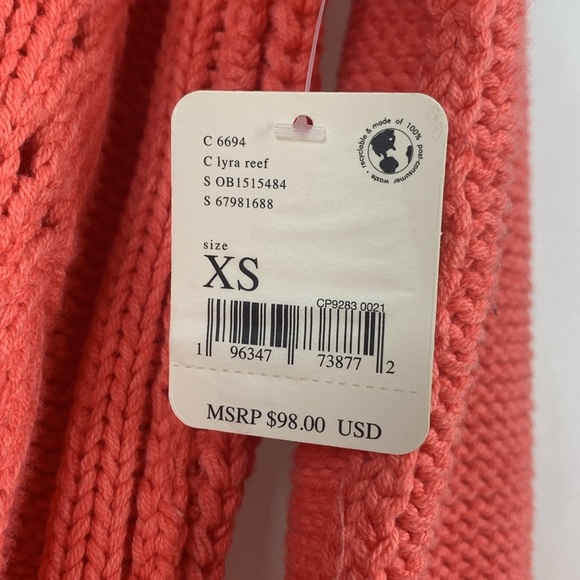 recyclable & made of 100% post-consumer waste •
C 6694
C lyra reef
S OB1515484
S 67981688
size
XS
CP9283 0021
1 96347 73877 2
MSRP $98.00 USD